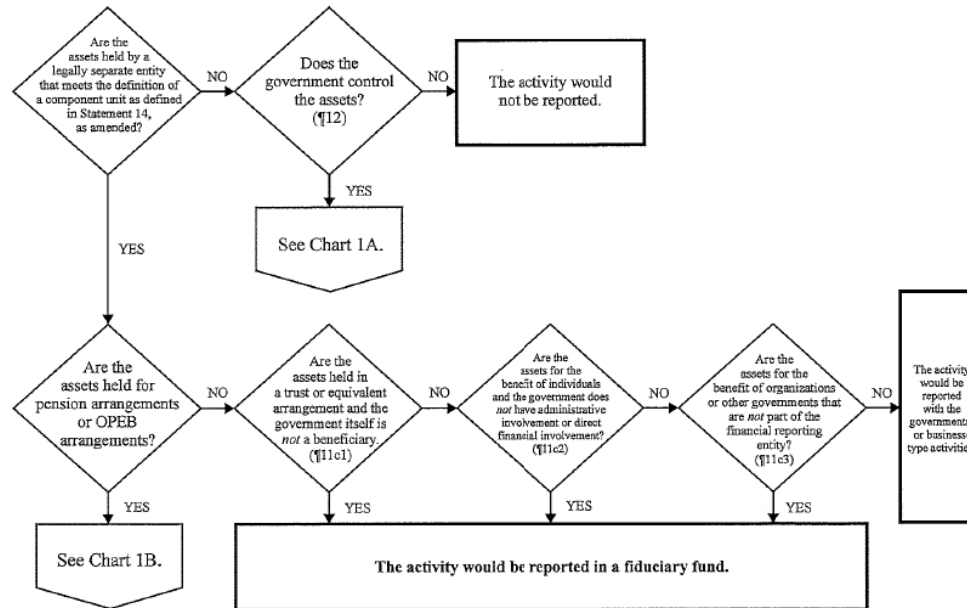 Are the
assets held by a
legally separate entity
that meets the definition of
a component unit as defined
in Statement 14,
as amended?
NO
Does the
government control
the assets?
(¶12)
NO
The activity would
not be reported.
YES
See Chart 1A.
YES
Are the
assets held for
pension arrangements
or OPEB
arrangements?
NO
Are the
assets held in
a trust or equivalent
arrangement and the
government itself is
not a beneficiary.
(¶11c1)
NO
Are the
assets for the
benefit of individuals
and the government does
not have administrative
involvement or direct
financial involvement?
(¶11c2)
NO
Are the
assets for the
benefit of organizations
or other governments that
are not part of the
financial reporting
entity?
(¶11c3)
NO
The activity
would be
reported
with the
or business
YES
YES
YES
YES
See Chart 1B.
The activity would be reported in a fiduciary fund.